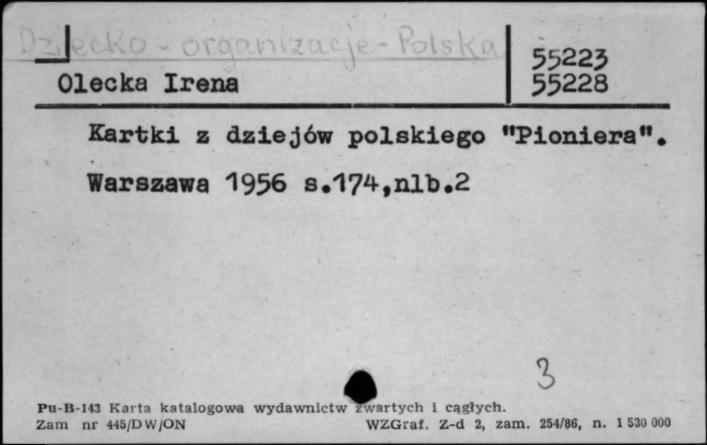 Dziecko - organizacje - Polska
55223
Olecka Irena
55228
Kartki z dziejów polskiego "Pioniera".
Warszawa 1956 s.174,nlb.2
3
Pu-B-143 Karta katalogowa wydawnictw zwartych i ciągłych.
Zam nr 445/DW/ON WZGraf. Z-d 2, zam. 254/86, n. 1 530 000